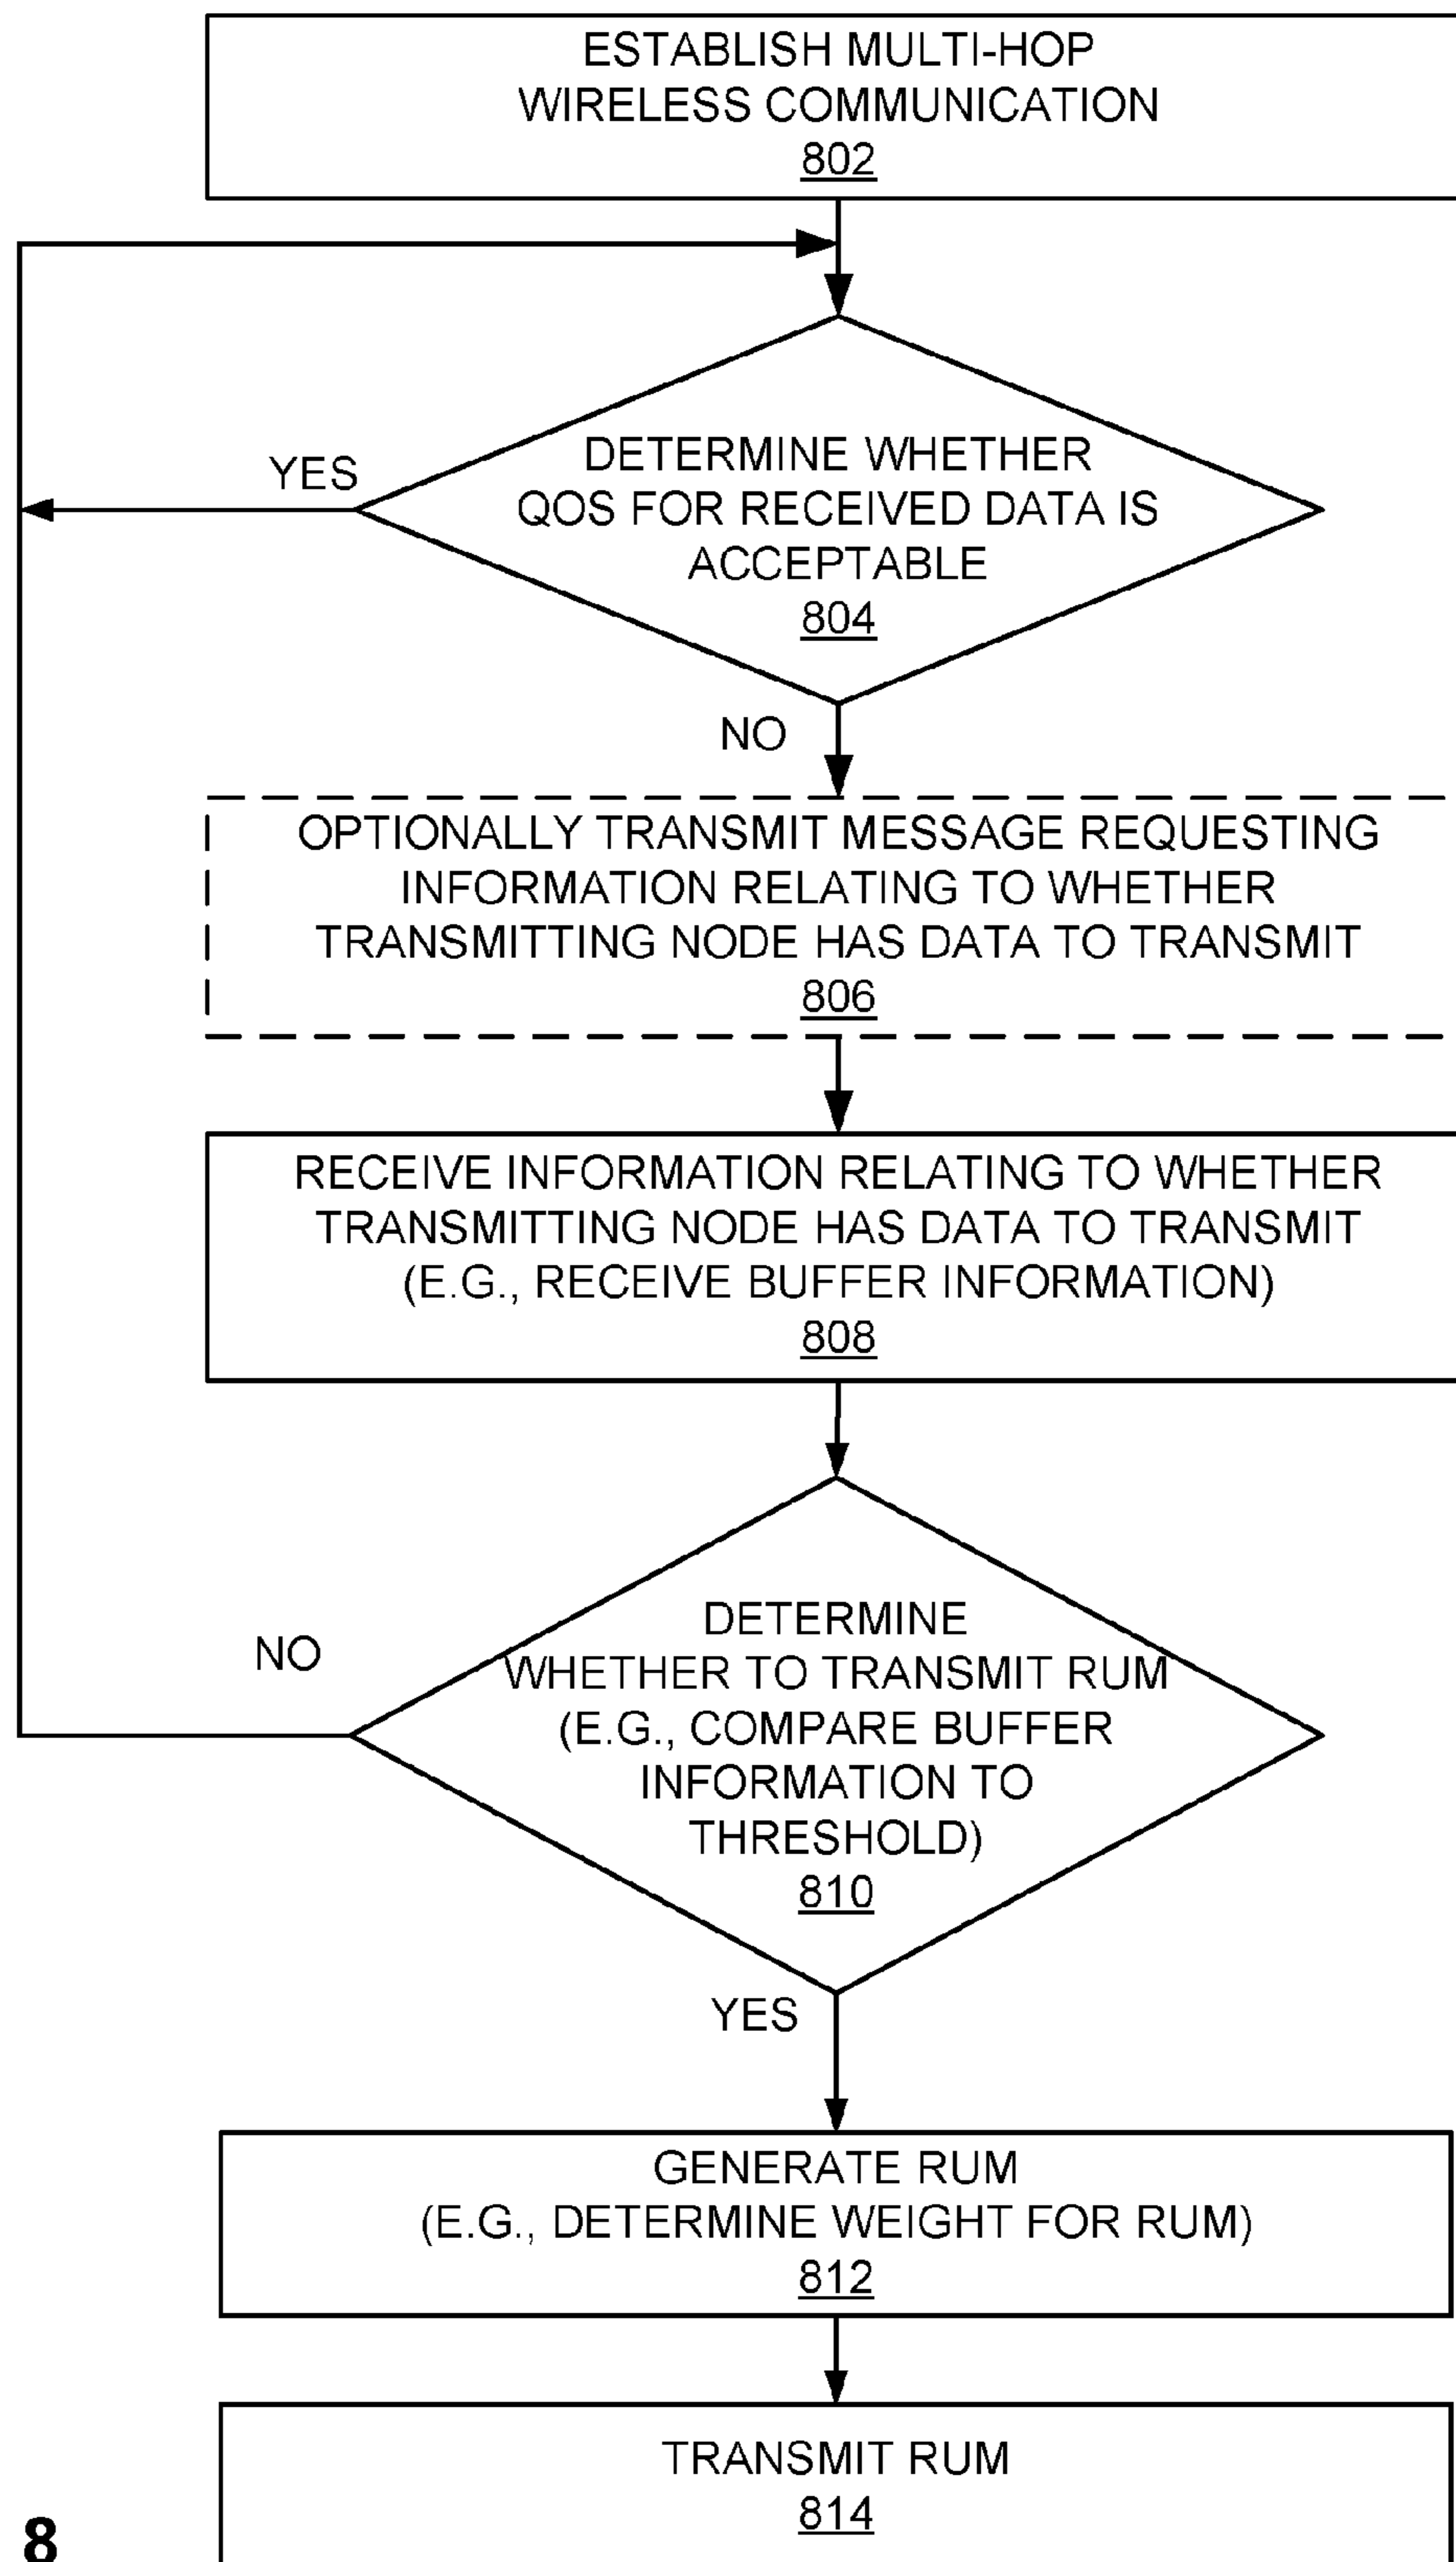 ESTABLISH MULTI-HOP
WIRELESS COMMUNICATION
802
YES
DETERMINE WHETHER
QOS FOR RECEIVED DATA IS
ACCEPTABLE
804
NO
OPTIONALLY TRANSMIT MESSAGE REQUESTING
INFORMATION RELATING TO WHETHER
TRANSMITTING NODE HAS DATA TO TRANSMIT
806
RECEIVE INFORMATION RELATING TO WHETHER
TRANSMITTING NODE HAS DATA TO TRANSMIT
(E.G., RECEIVE BUFFER INFORMATION)
808
NO
DETERMINE
WHETHER TO TRANSMIT RUM
(E.G., COMPARE BUFFER
INFORMATION TO
THRESHOLD)
810
YES
GENERATE RUM
(E.G., DETERMINE WEIGHT FOR RUM)
812
TRANSMIT RUM
814
8